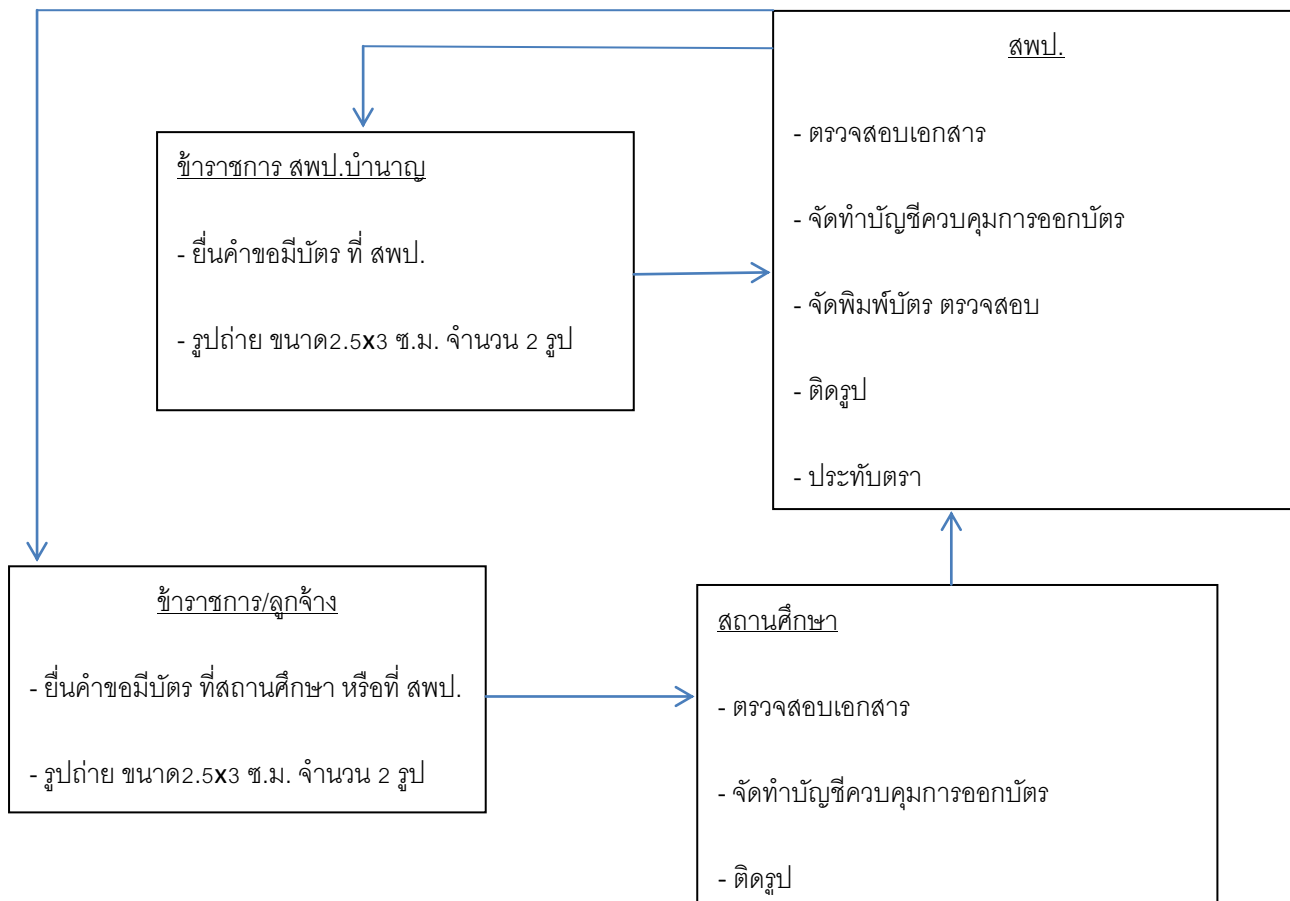 สพป.
- ตรวจสอบเอกสาร
- จัดทำบัญชีควบคุมการออกบัตร
- จัดพิมพ์บัตร ตรวจสอบ
- ติดรูป
- ประทับตรา
ข้าราชการ สพป.บำนาญ
- ยื่นคำขอมีบัตร ที่ สพป.
- รูปถ่าย ขนาด2.5x3 ซ.ม. จำนวน 2 รูป
ข้าราชการ/ลูกจ้าง
- ยื่นคำขอมีบัตร ที่สถานศึกษา หรือที่ สพป.
- รูปถ่าย ขนาด2.5x3 ซ.ม. จำนวน 2 รูป
สถานศึกษา
- ตรวจสอบเอกสาร
- จัดทำบัญชีควบคุมการออกบัตร
- ติดรูป